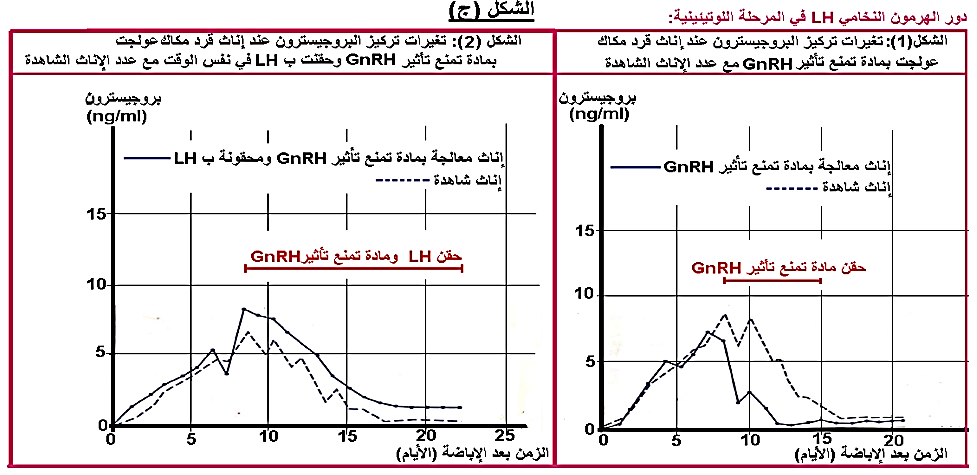 الشكل (ج)
دور الهرمون النخامي LH في المرحلة اللوتيئينية:
الشكل(1): تغيرات تركيز البروجيسترون عند إناث قرد مكاك
عولجت بمادة تمنع تأثير GnRH مع عدد الإناث الشاهدة
بروجيسترون
(ng/ml)
إناث معالجة بمادة تمنع تأثير GnRH
إناث شاهدة
15
حقن مادة تمنع تأثير GnRH
10
5
0
0 5 10 15 20
الزمن بعد الإباضة (الأيام)
الشكل (2): تغيرات تركيز البروجيسترون عند إناث قرد مكاك عولجت
بمادة تمنع تأثير GnRH وحقنت ب LH في نفس الوقت مع عدد الإناث الشاهدة
بروجيسترون
(ng/ml)
إناث معالجة بمادة تمنع تأثير GnRH ومحقونة ب LH
إناث شاهدة
15
حقن LH ومادة تمنع تأثير GnRH
10
5
0
0 5 10 15 20 25
الزمن بعد الإباضة (الأيام)